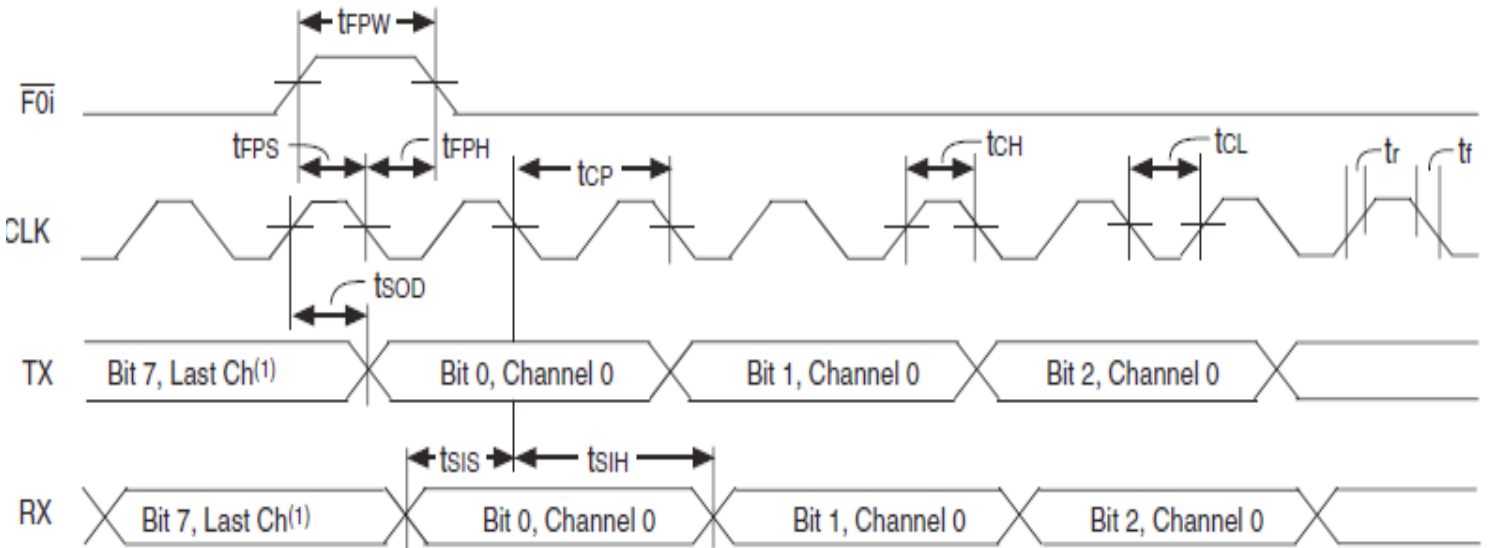 tFPW
F0i
tFPS tFPH tCP tCH tCL tr tf
CLK
tSOD
TX Bit 7, Last Ch(1) Bit 0, Channel 0 Bit 1, Channel 0 Bit 2, Channel 0
tSIS tSIH
RX Bit 7, Last Ch(1) Bit 0, Channel 0 Bit 1, Channel 0 Bit 2, Channel 0